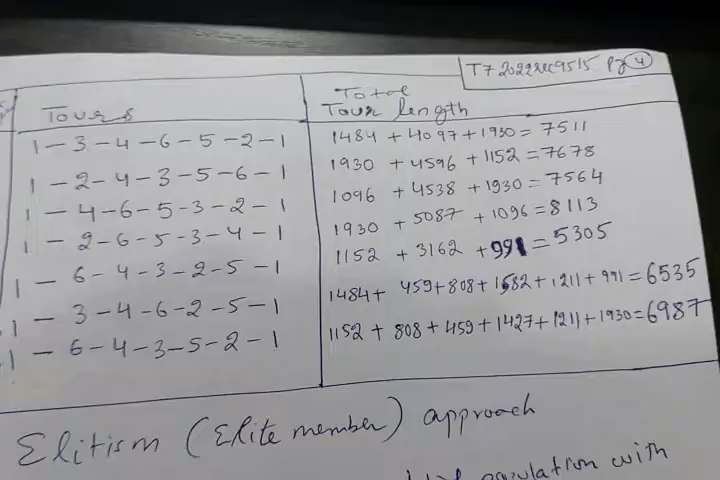 T7 2022rec9515 Pg 4
Tours
Total
Tour length
1-3-4-6-5-2-1 1484 + 4097 + 1930 = 7511
1-2-4-3-5-6-1 1930 + 4596 + 1152 = 7678
1-4-6-5-3-2-1 1096 + 4538 + 1930 = 7564
1-2-6-5-3-4-1 1930 + 5087 + 1096 = 8113
1-6-4-3-2-5-1 1152 + 3162 + 991 = 5305
1-3-4-6-2-5-1 1484 + 459 + 808 + 1582 + 1211 + 991 = 6535
1-6-4-3-5-2-1 1152 + 808 + 459 + 1427 + 1211 + 1930 = 6987
Elitism (Elite member) approach
population with